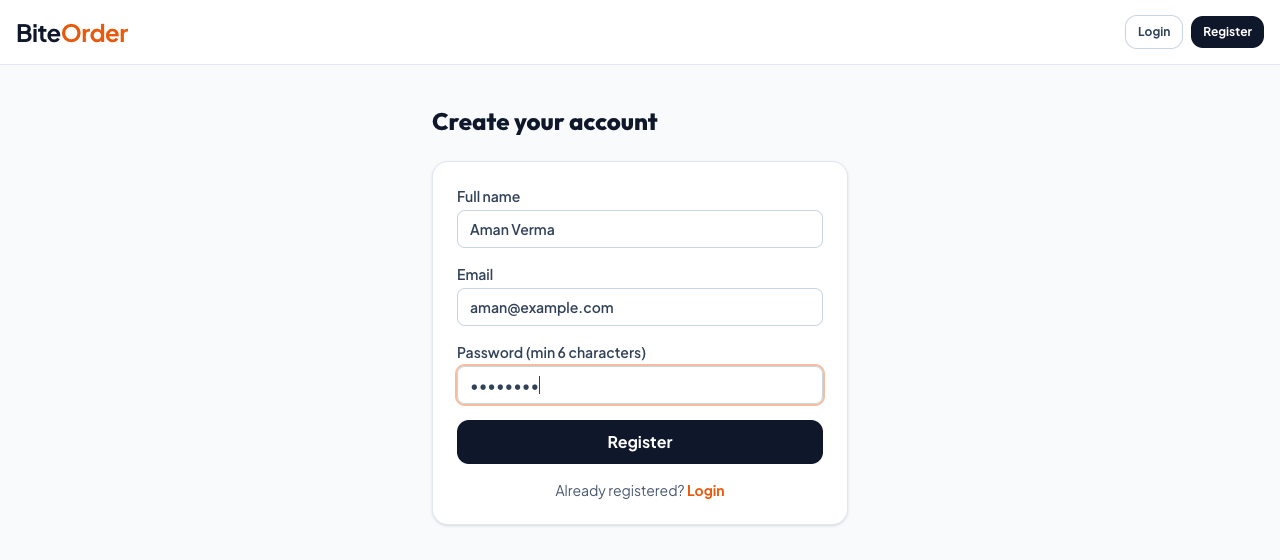 BiteOrder
Login
Register
Create your account
Full name
Aman Verma
Email
aman@example.com
Password (min 6 characters)
••••••••
Register
Already registered? Login